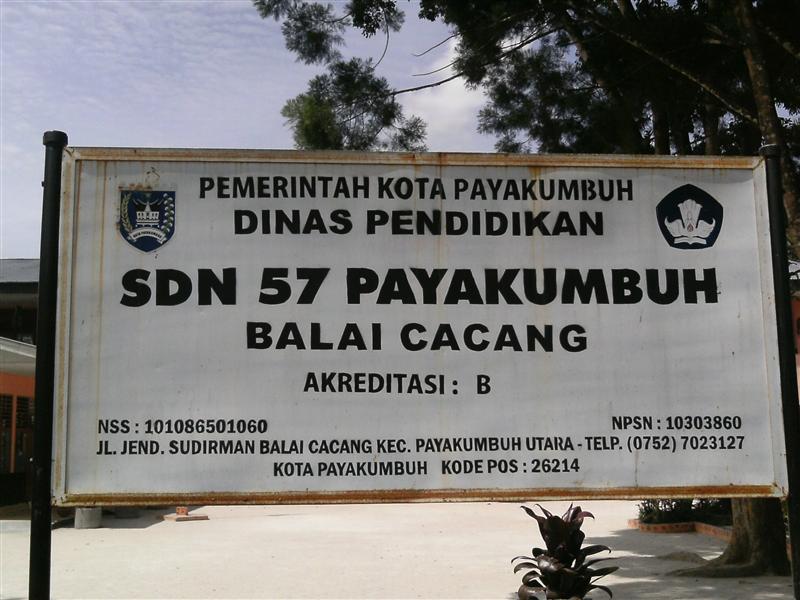 PEMERINTAH KOTA PAYAKUMBUH
DINAS PENDIDIKAN
SDN 57 PAYAKUMBUH
BALAI CACANG
AKREDITASI : B
NSS : 101086501060 NPSN : 10303860
JL. JEND. SUDIRMAN BALAI CACANG KEC. PAYAKUMBUH UTARA - TELP. (0752) 7023127
KOTA PAYAKUMBUH KODE POS : 26214